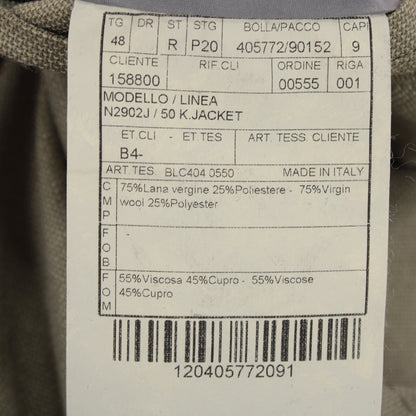 TG DR ST STG BOLLA/PACCO CAPI
48 R P20 405772/90152 9
CLIENTE RIF.CLI ORDINE RIGA
158800 00555 001
MODELLO / LINEA
N2902J / 50 K.JACKET
ET.CLI - ET TES ART. TESS CLIENTE
B4-
ART.TES BLC404 0550 MADE IN ITALY
CMP 75%Lana vergine 25%Poliestere - 75%Virgin
wool 25%Polyester
FOB
FOM 55%Viscosa 45%Cupro - 55%Viscose
45%Cupro
120405772091